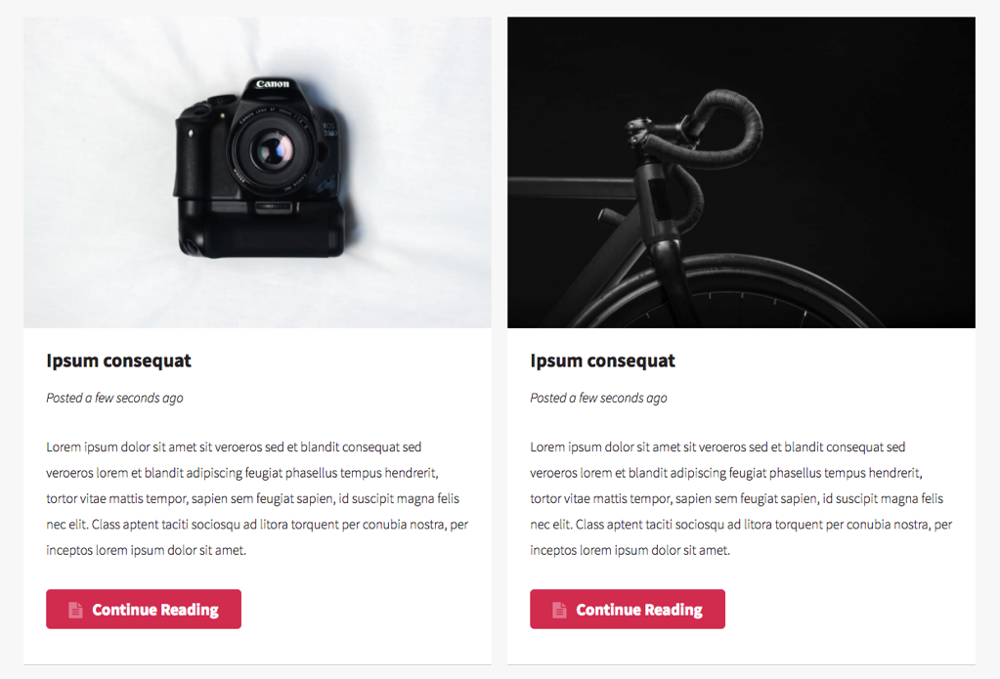 Canon
Ipsum consequat
Posted a few seconds ago
Lorem ipsum dolor sit amet sit veroeros sed et blandit consequat sed
veroeros lorem et blandit adipiscing feugiat phasellus tempus hendrerit,
tortor vitae mattis tempor, sapien sem feugiat sapien, id suscipit magna felis
nec elit. Class aptent taciti sociosqu ad litora torquent per conubia nostra, per
inceptos lorem ipsum dolor sit amet.
Continue Reading
Ipsum consequat
Posted a few seconds ago
Lorem ipsum dolor sit amet sit veroeros sed et blandit consequat sed
veroeros lorem et blandit adipiscing feugiat phasellus tempus hendrerit,
tortor vitae mattis tempor, sapien sem feugiat sapien, id suscipit magna felis
nec elit. Class aptent taciti sociosqu ad litora torquent per conubia nostra, per
inceptos lorem ipsum dolor sit amet.
Continue Reading